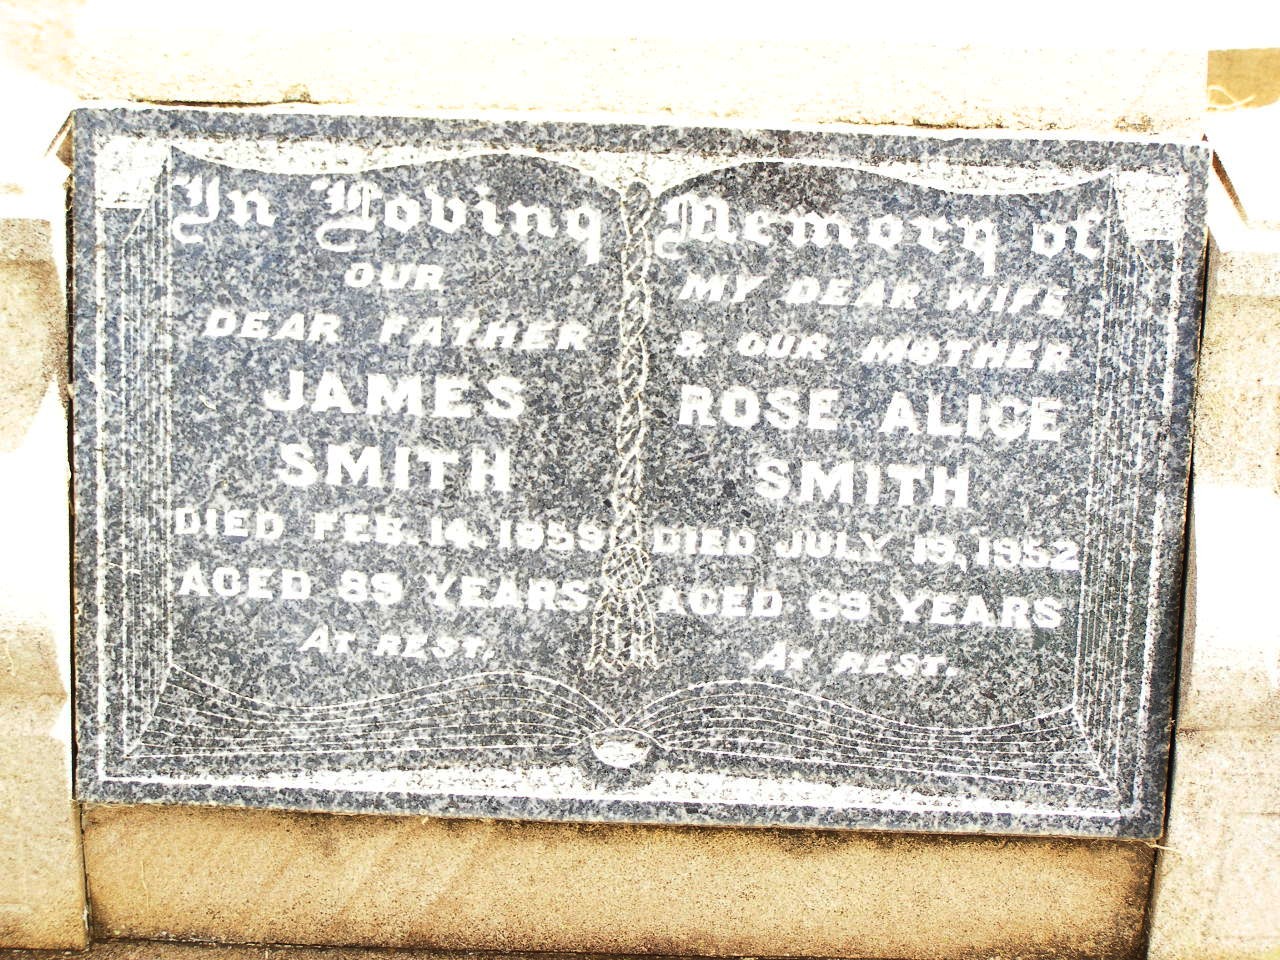 In Loving Memory of
OUR
DEAR FATHER
JAMES
SMITH
DIED FEB. 14. 1959
AGED 89 YEARS
AT REST.
MY DEAR WIFE
& OUR MOTHER
ROSE ALICE
SMITH
DIED JULY 19, 1952
AGED 69 YEARS
AT REST.